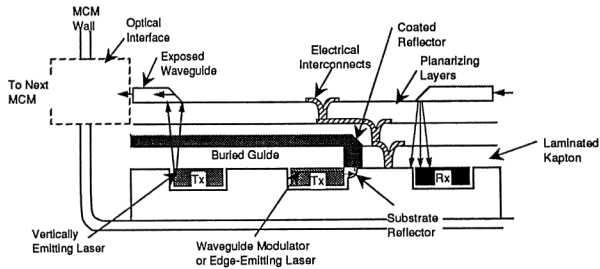 MCM
Wall
Optical
Interface
Exposed
Waveguide
Electrical
Interconnects
Coated
Reflector
Planarizing
Layers
To Next
MCM
Buried Guide
Laminated
Kapton
Tx
Tx
Rx
Vertically
Emitting Laser
Waveguide Modulator
or Edge-Emitting Laser
Substrate
Reflector